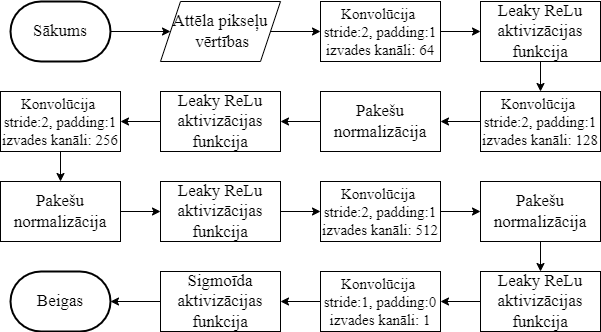 Sākums
Attēla pikseļu
vērtības
Konvolūcija
stride:2, padding:1
izvades kanāli: 64
Leaky ReLu
aktivizācijas
funkcija
Konvolūcija
stride:2, padding:1
izvades kanāli: 128
Pakešu
normalizācija
Leaky ReLu
aktivizācijas
funkcija
Konvolūcija
stride:2, padding:1
izvades kanāli: 256
Pakešu
normalizācija
Leaky ReLu
aktivizācijas
funkcija
Konvolūcija
stride:2, padding:1
izvades kanāli: 512
Pakešu
normalizācija
Leaky ReLu
aktivizācijas
funkcija
Konvolūcija
stride:1, padding:0
izvades kanāli: 1
Sigmoīda
aktivizācijas
funkcija
Beigas